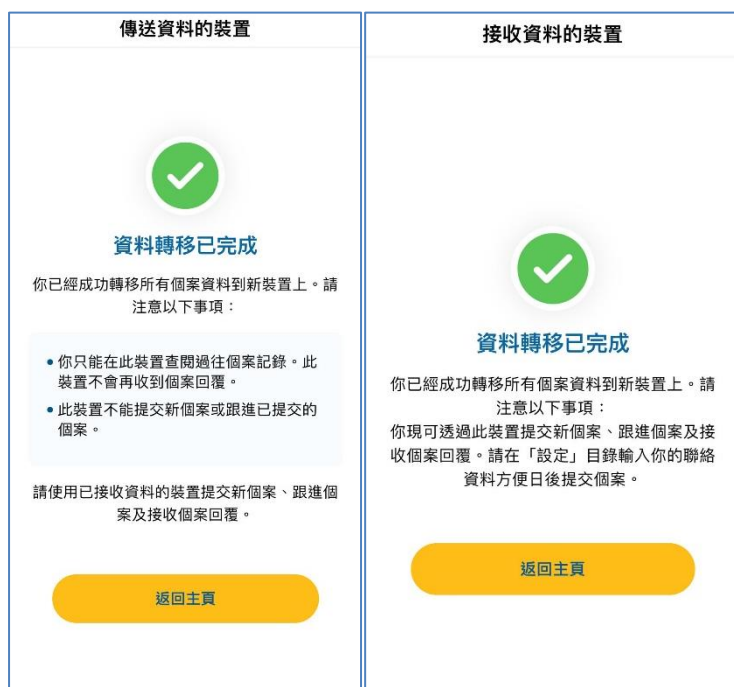 傳送資料的裝置
資料轉移已完成
你已經成功轉移所有個案資料到新裝置上。請
注意以下事項：
• 你只能在此裝置查閱過往個案記錄。此
裝置不會再收到個案回覆。
• 此裝置不能提交新個案或跟進已提交的
個案。
請使用已接收資料的裝置提交新個案、跟進個
案及接收個案回覆。
返回主頁
接收資料的裝置
資料轉移已完成
你已經成功轉移所有個案資料到新裝置上。請
注意以下事項：
你現可透過此裝置提交新個案、跟進個案及接
收個案回覆。請在「設定」目錄輸入你的聯絡
資料方便日後提交個案。
返回主頁